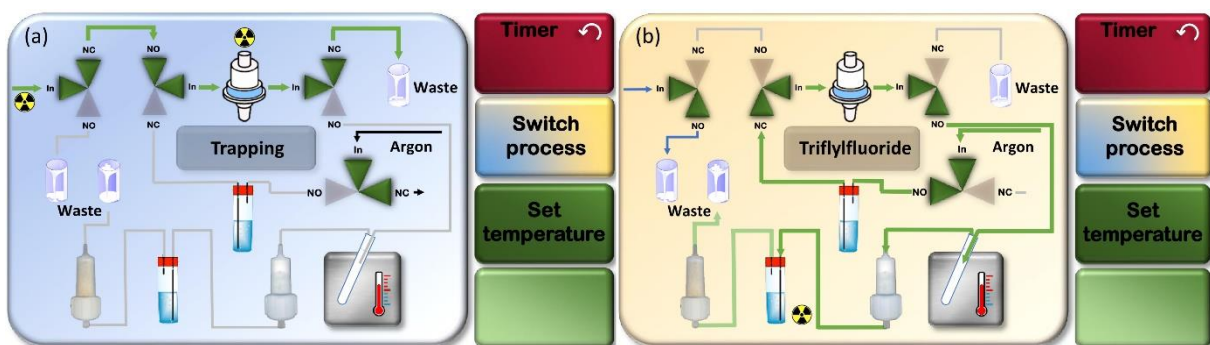 (a)
NC
NO
NC
In
In
In
NO
NC
NO
Waste
Trapping
In
Argon
NO
NC
Waste
Timer
Switch
process
Set
temperature
(b)
NC
NO
NC
In
In
In
NO
NC
NO
Waste
Triflylfluoride
In
Argon
NO
NC
Waste
Timer
Switch
process
Set
temperature